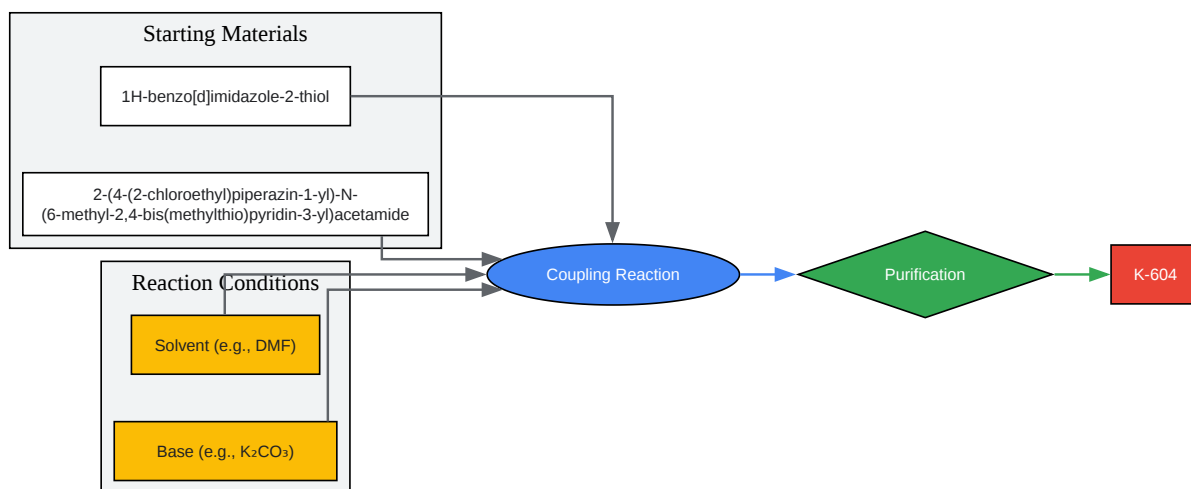 Starting Materials
1H-benzo[d]imidazole-2-thiol
2-(4-(2-chloroethyl)piperazin-1-yl)-N-
(6-methyl-2,4-bis(methylthio)pyridin-3-yl)acetamide
Reaction Conditions
Solvent (e.g., DMF)
Base (e.g., K₂CO₃)
Coupling Reaction
Purification
K-604